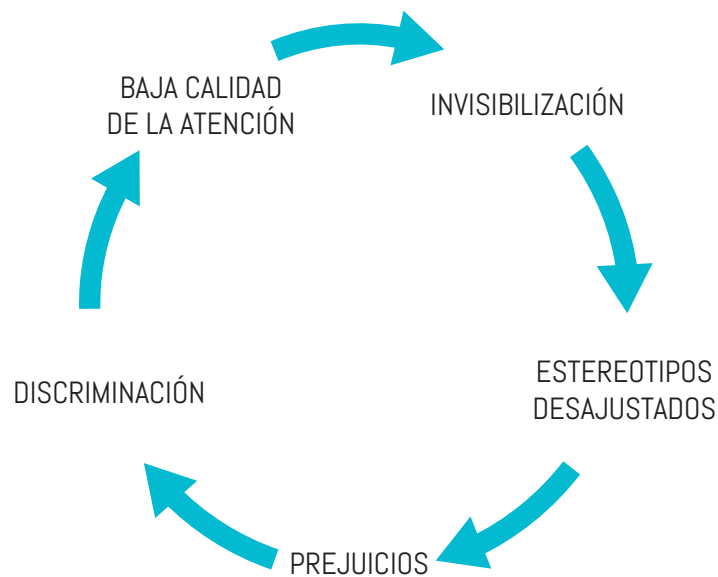 BAJA CALIDAD
DE LA ATENCIÓN
INVISIBILIZACIÓN
ESTEREOTIPOS
DESAJUSTADOS
PREJUICIOS
DISCRIMINACIÓN